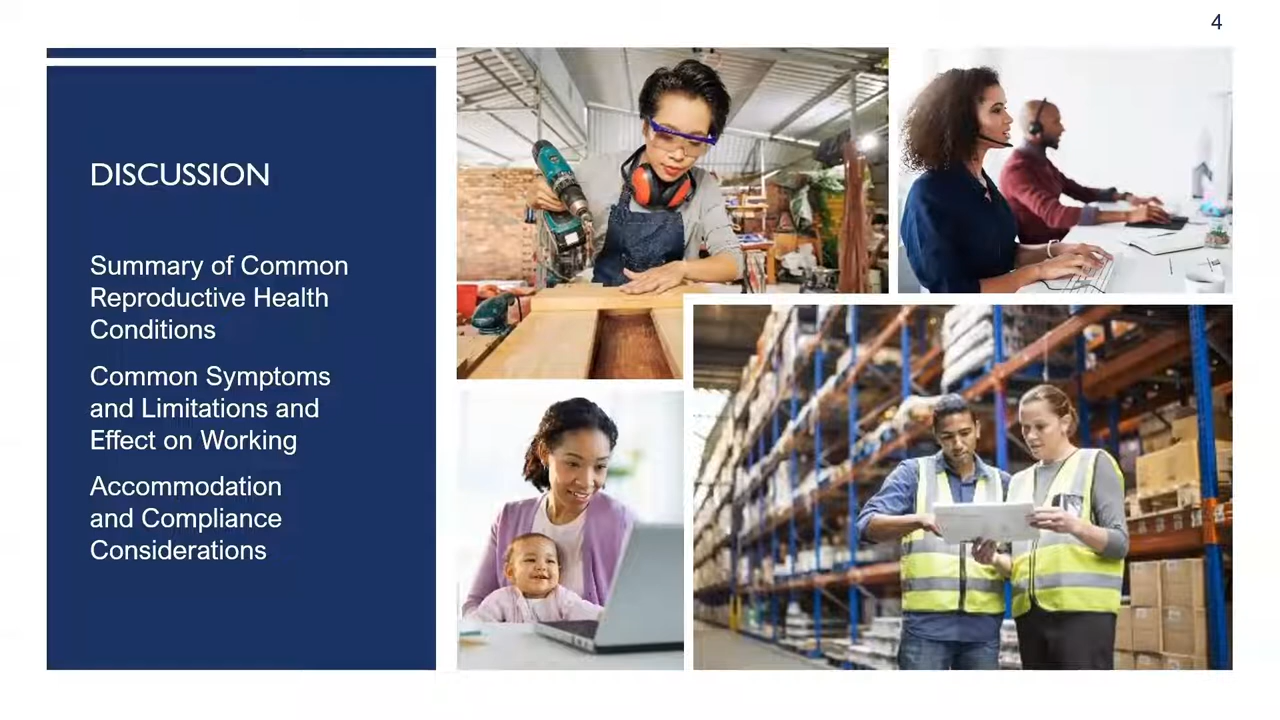 4
DISCUSSION
Summary of Common
Reproductive Health
Conditions
Common Symptoms
and Limitations and
Effect on Working
Accommodation
and Compliance
Considerations